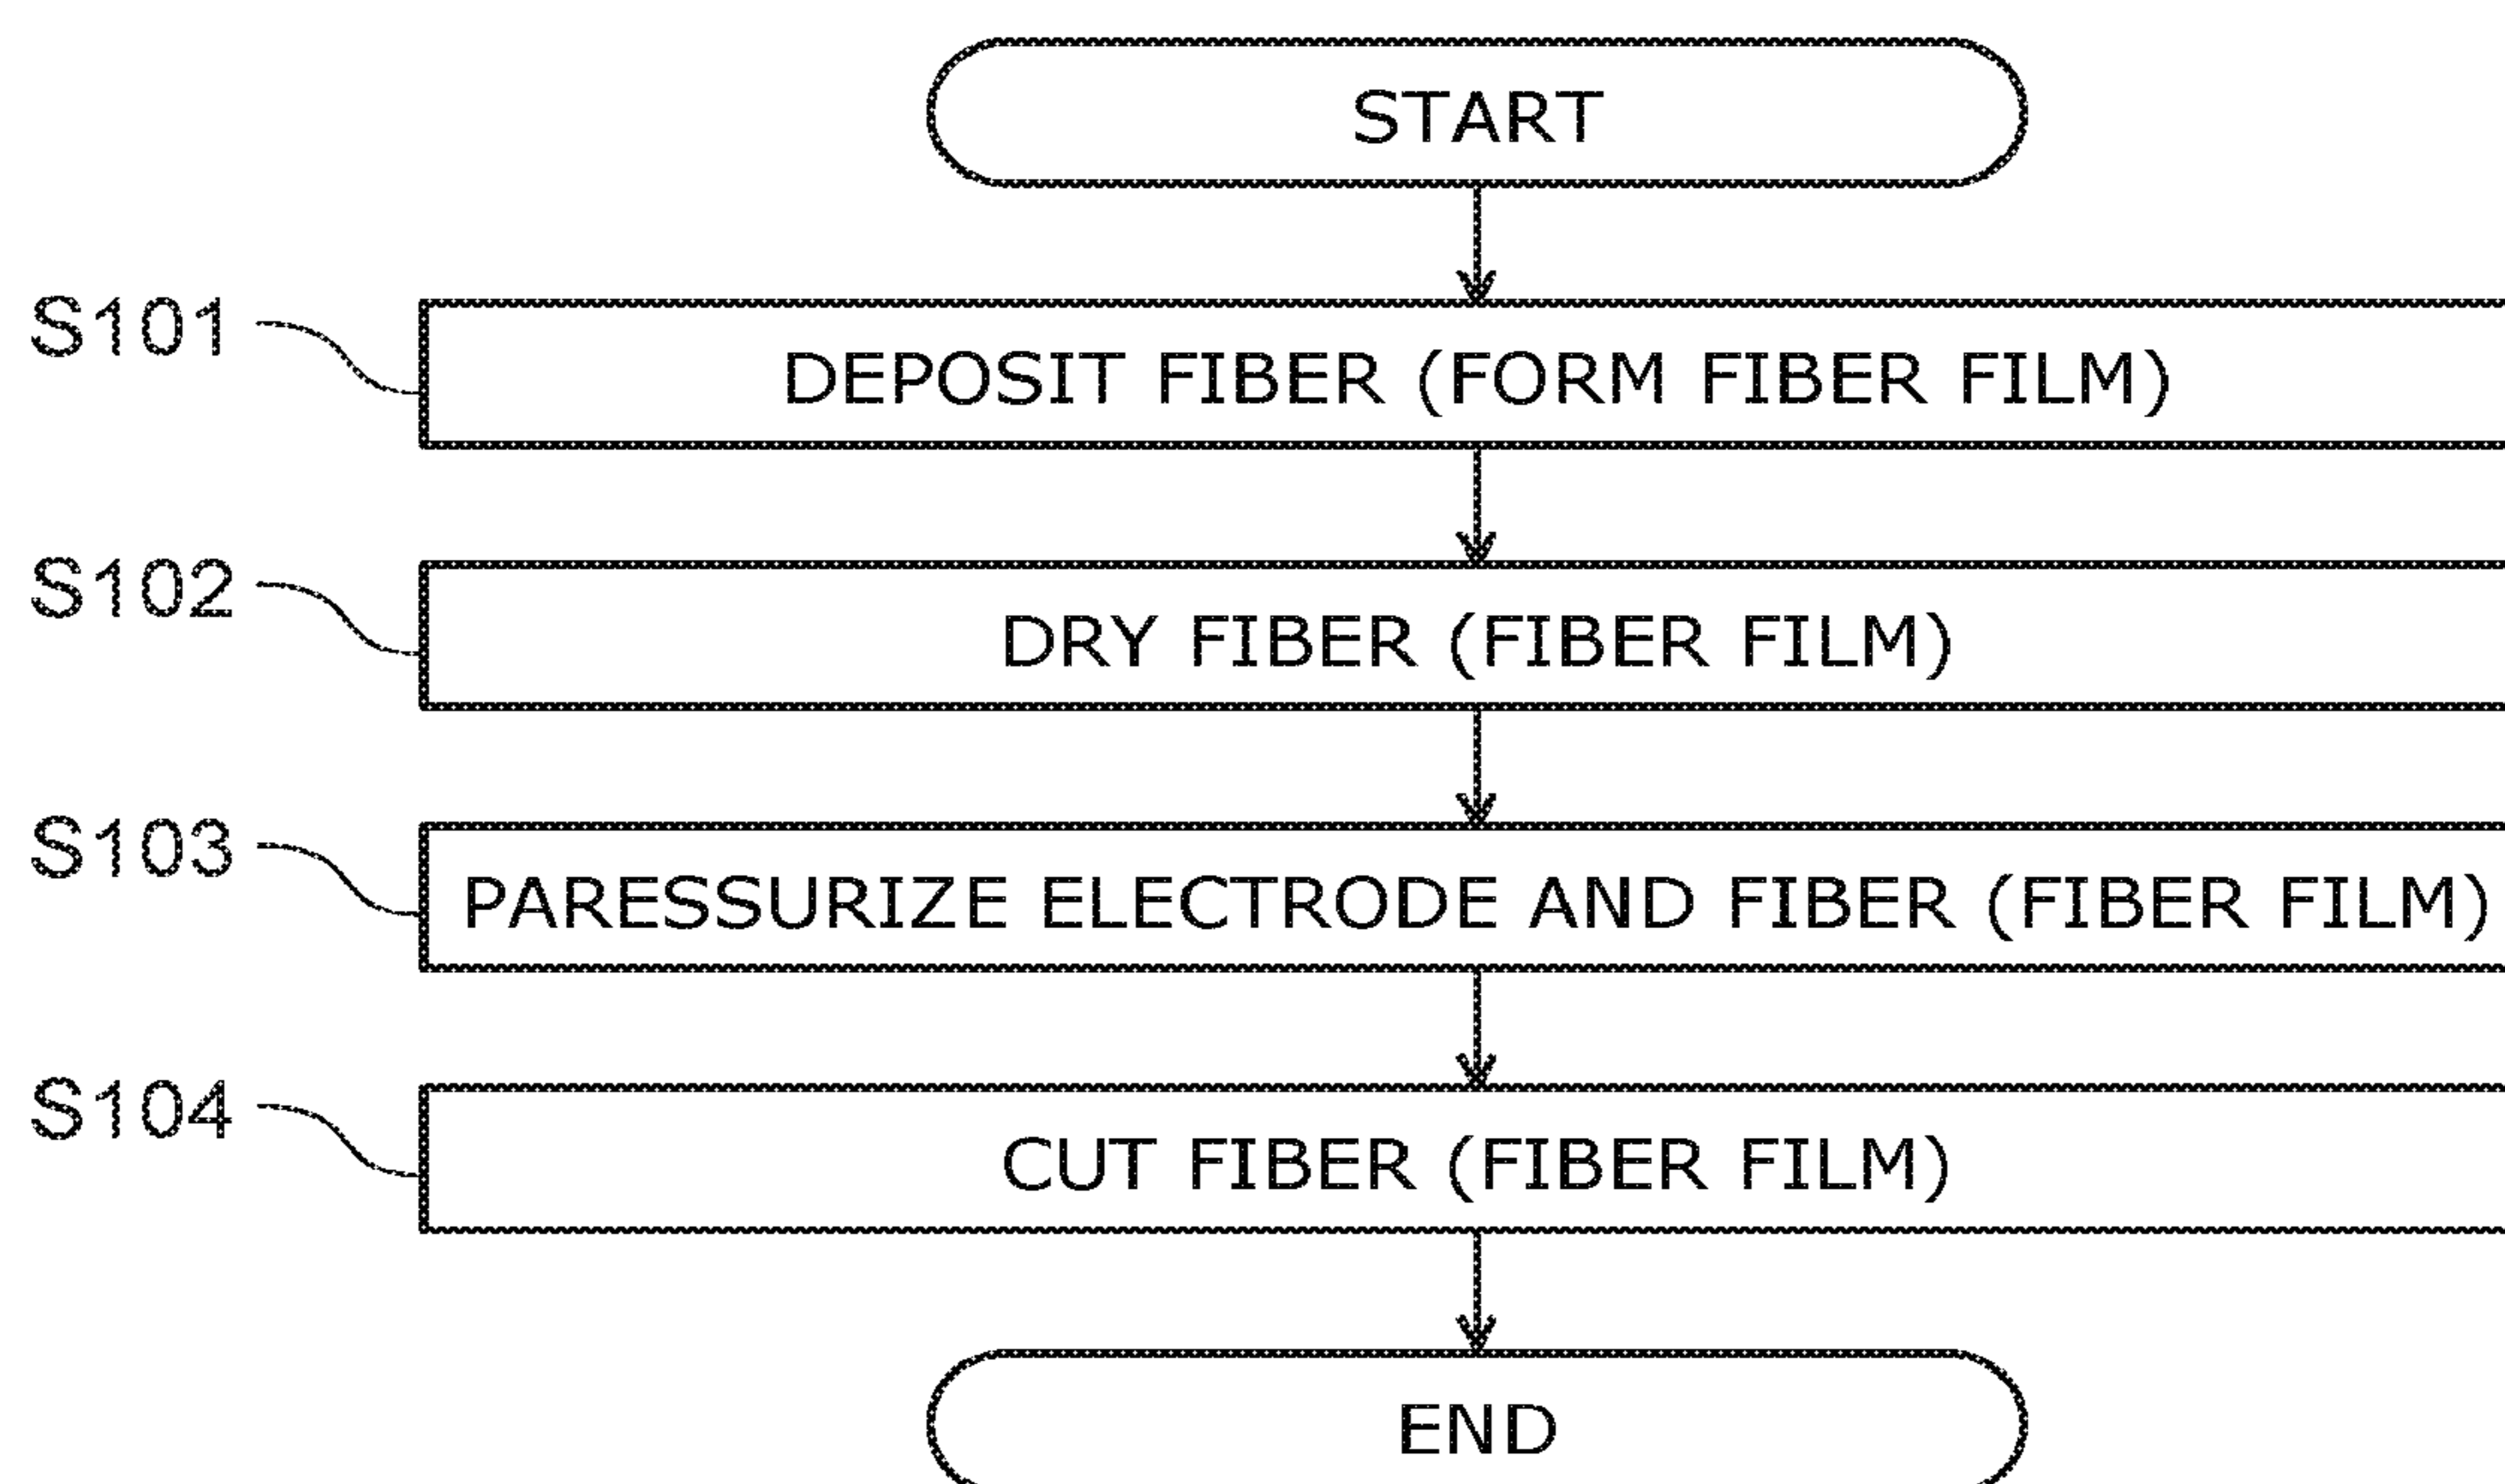 START
S101
DEPOSIT FIBER (FORM FIBER FILM)
S102
DRY FIBER (FIBER FILM)
S103
PARESSURIZE ELECTRODE AND FIBER (FIBER FILM)
S104
CUT FIBER (FIBER FILM)
END